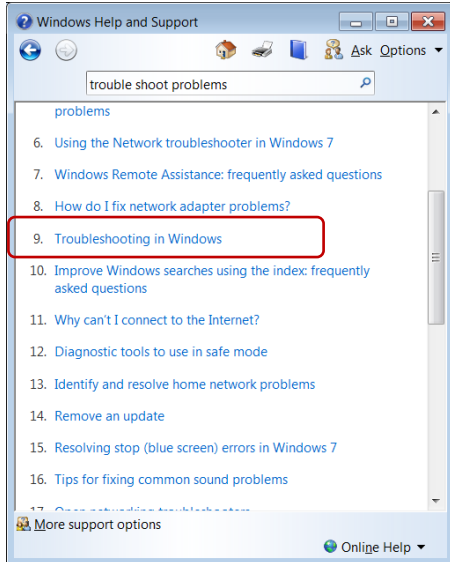 Windows Help and Support
Ask Options
trouble shoot problems
problems
6. Using the Network troubleshooter in Windows 7
7. Windows Remote Assistance: frequently asked questions
8. How do I fix network adapter problems?
9. Troubleshooting in Windows
10. Improve Windows searches using the index: frequently
asked questions
11. Why can't I connect to the Internet?
12. Diagnostic tools to use in safe mode
13. Identify and resolve home network problems
14. Remove an update
15. Resolving stop (blue screen) errors in Windows 7
16. Tips for fixing common sound problems
17. Open networking troubleshooters
More support options
Online Help